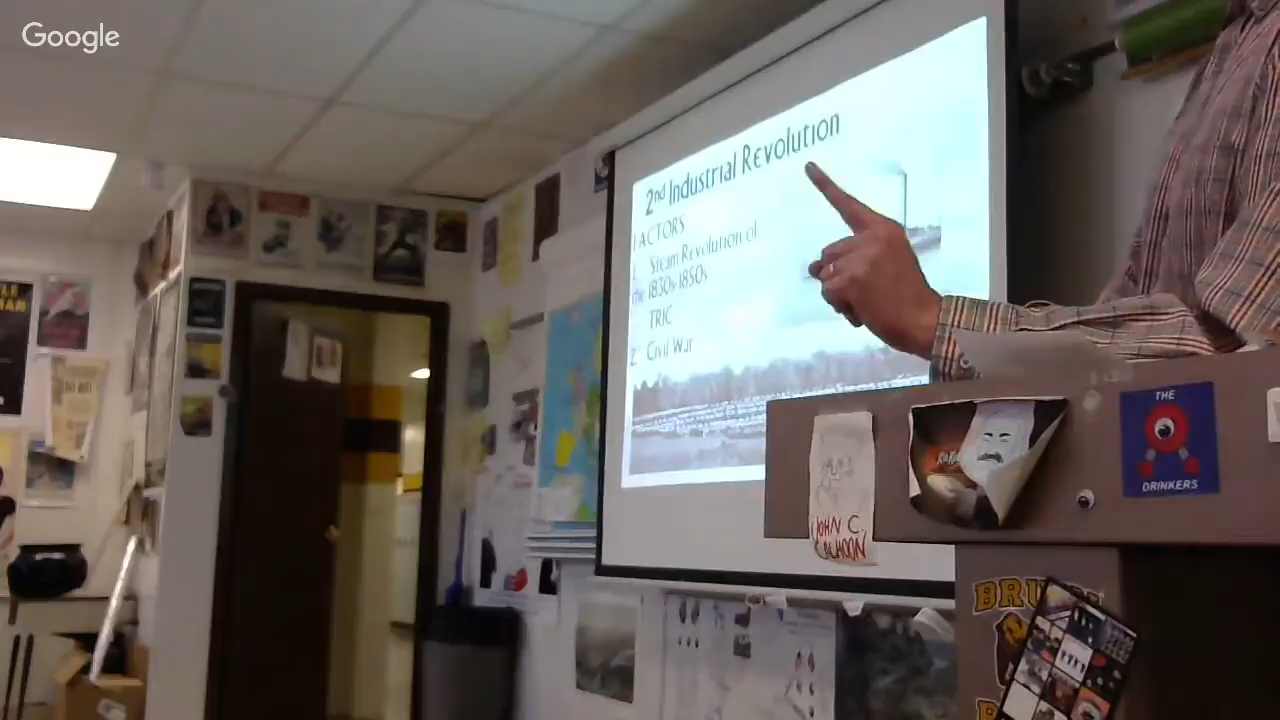 Google
2nd Industrial Revolution
FACTORS
1. Steam Revolution of
the 1830s-1850s
TRIC
2. Civil War
THE
DRINKERS
JOHN C.
CALHOON